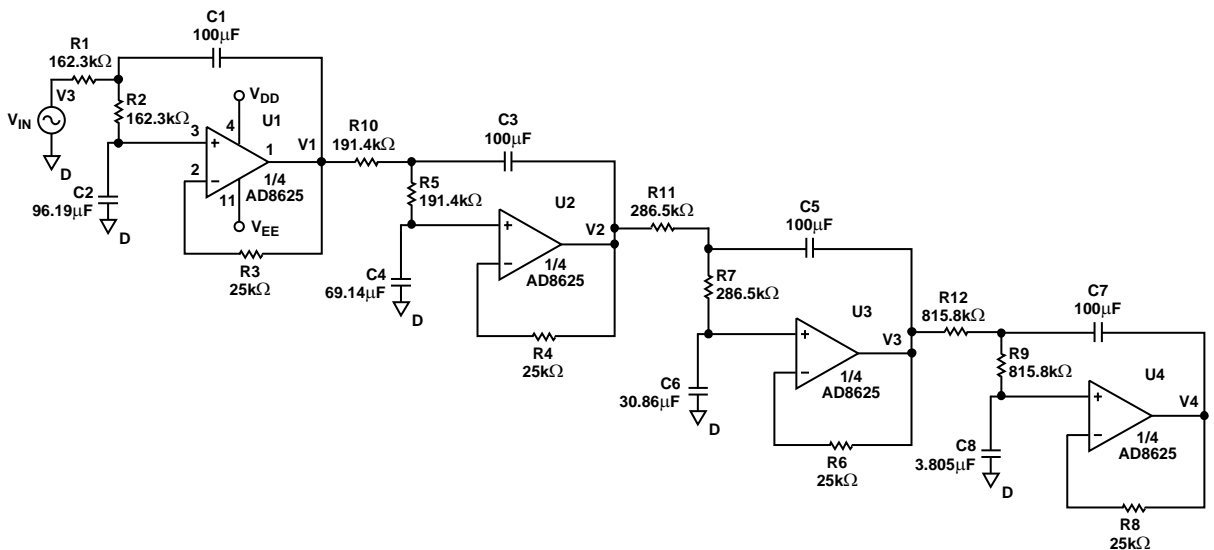 C1
100μF
R1
162.3kΩ
V3
VIN
D
R2
162.3kΩ
VDD
U1
4
3
+
1
2
−
11
1/4
AD8625
VEE
V1
C2
96.19μF
D
R3
25kΩ
R10
191.4kΩ
C3
100μF
R5
191.4kΩ
U2
+
−
1/4
AD8625
V2
C4
69.14μF
D
R4
25kΩ
R11
286.5kΩ
C5
100μF
R7
286.5kΩ
U3
+
−
1/4
AD8625
V3
C6
30.86μF
D
R6
25kΩ
R12
815.8kΩ
C7
100μF
R9
815.8kΩ
U4
+
−
1/4
AD8625
V4
C8
3.805μF
D
R8
25kΩ